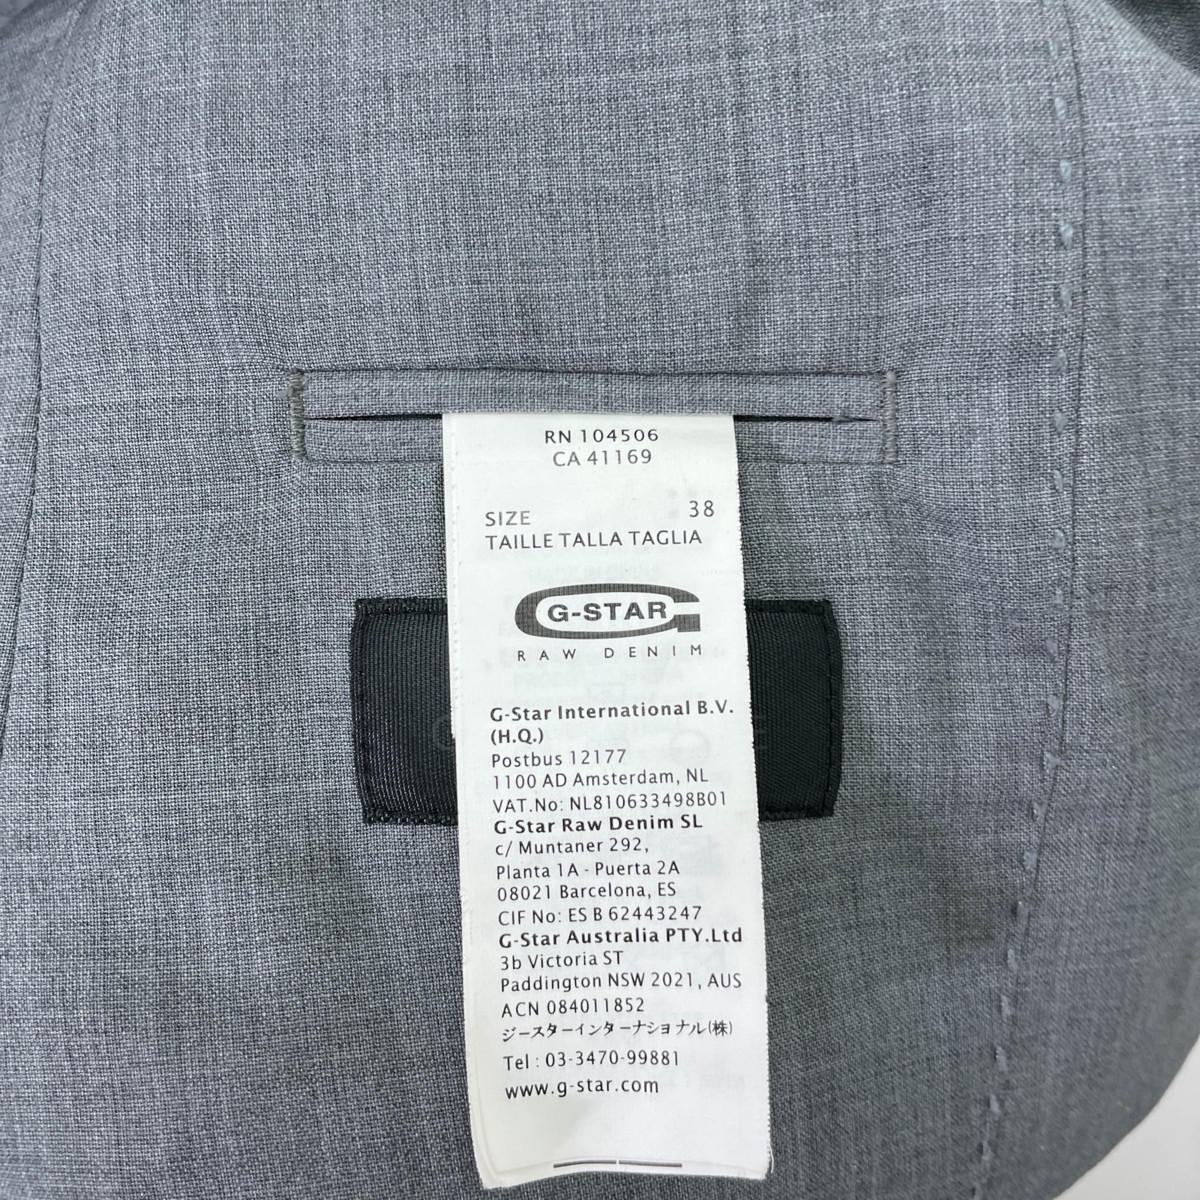 RN 104506
CA 41169
SIZE 38
TAILLE TALLA TAGLIA
G-STAR
RAW DENIM
G-Star International B.V.
(H.Q.)
Postbus 12177
1100 AD Amsterdam, NL
VAT.No: NL810633498B01
G-Star Raw Denim SL
c/ Muntaner 292,
Planta 1A - Puerta 2A
08021 Barcelona, ES
CIF No: ES B 62443247
G-Star Australia PTY.Ltd
3b Victoria ST
Paddington NSW 2021, AUS
ACN 084011852
ジースターインターナショナル(株)
Tel : 03-3470-99881
www.g-star.com